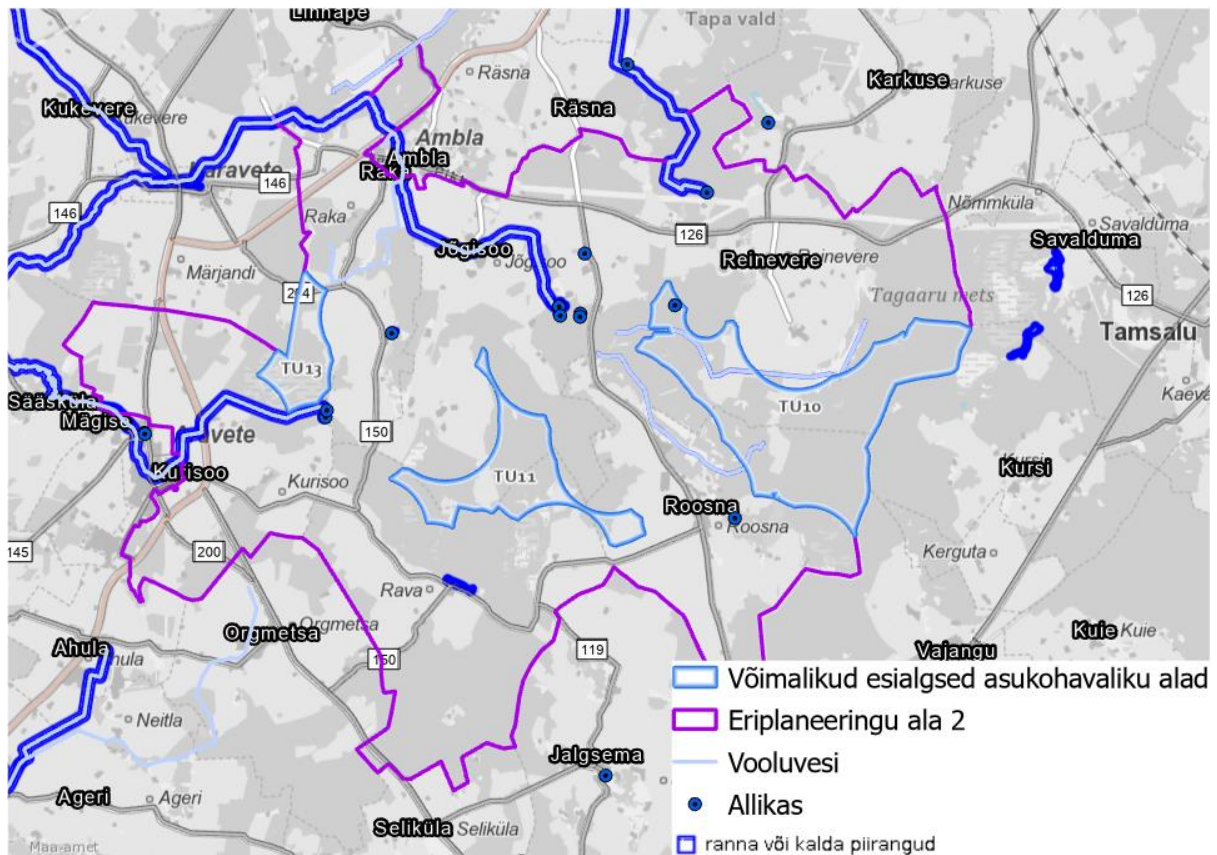 Linnape
Tapa vald
Räsna
Karkuse
Karkuse
Kukevere
Räsna
Ambla
Ambla
146
146
Raka
126
Nõmmküla
Savalduma
Savalduma
Jõgisoo
Jõgisoo
Reinevere
Reinevere
Märjandi
Tagaaru mets
126
Tamsalu
TU13
Sääsküla
Mägise
TU10
150
Kurisoo
Kurisoo
TU11
Kursi
Roosna
Roosna
145
200
Kerguta
Rava
Orgmetsa
Orgmetsa
150
119
Ahula
Kuie
Kuie
Vajangu
Neitla
Jalgsema
Ageri
Ageri
Seliküla
Seliküla
Maa-amet
Võimalikud esialgsed asukohavaliku alad
Eriplaneeringu ala 2
Vooluvesi
Allikas
ranna või kalda piirangud